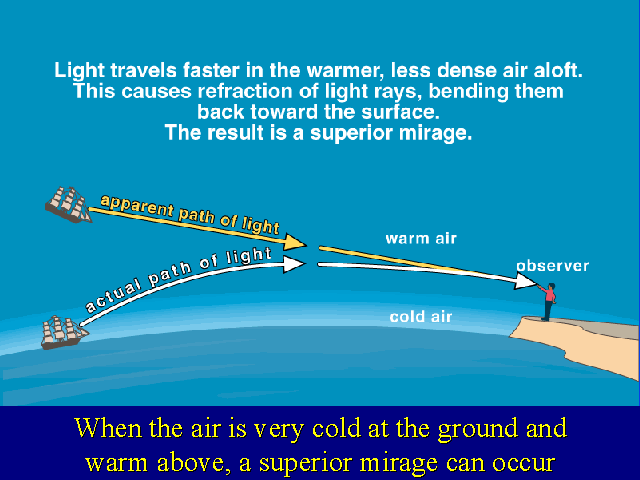 Light travels faster in the warmer, less dense air aloft.
This causes refraction of light rays, bending them
back toward the surface.
The result is a superior mirage.
apparent path of light
warm air
actual path of light
observer
cold air
When the air is very cold at the ground and
warm above, a superior mirage can occur